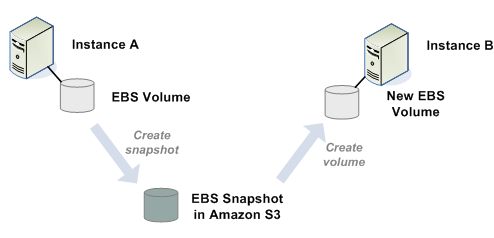 Instance A
EBS Volume
Create
snapshot
EBS Snapshot
in Amazon S3
Create
volume
Instance B
New EBS
Volume